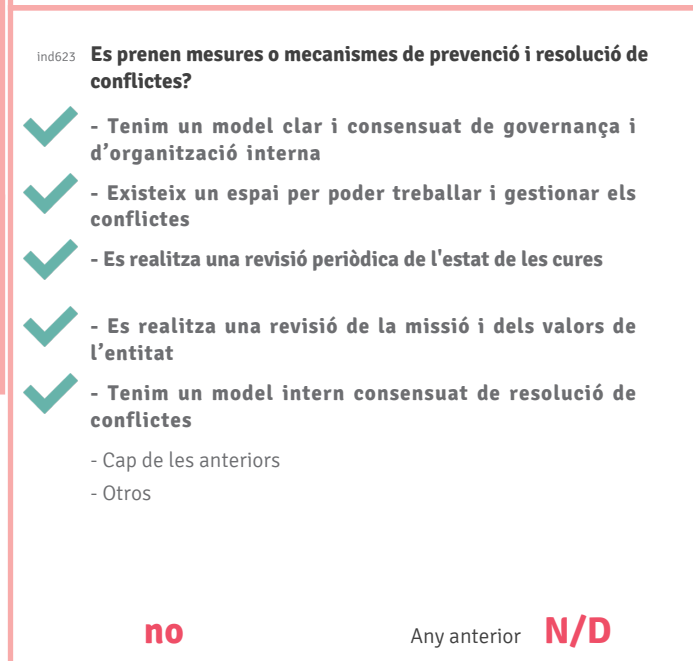 ind623 Es prenen mesures o mecanismes de prevenció i resolució de
conflictes?
- Tenim un model clar i consensuat de governança i
d’organització interna
- Existeix un espai per poder treballar i gestionar els
conflictes
- Es realitza una revisió periòdica de l'estat de les cures
- Es realitza una revisió de la missió i dels valors de
l’entitat
- Tenim un model intern consensuat de resolució de
conflictes
- Cap de les anteriors
- Otros
no Any anterior N/D